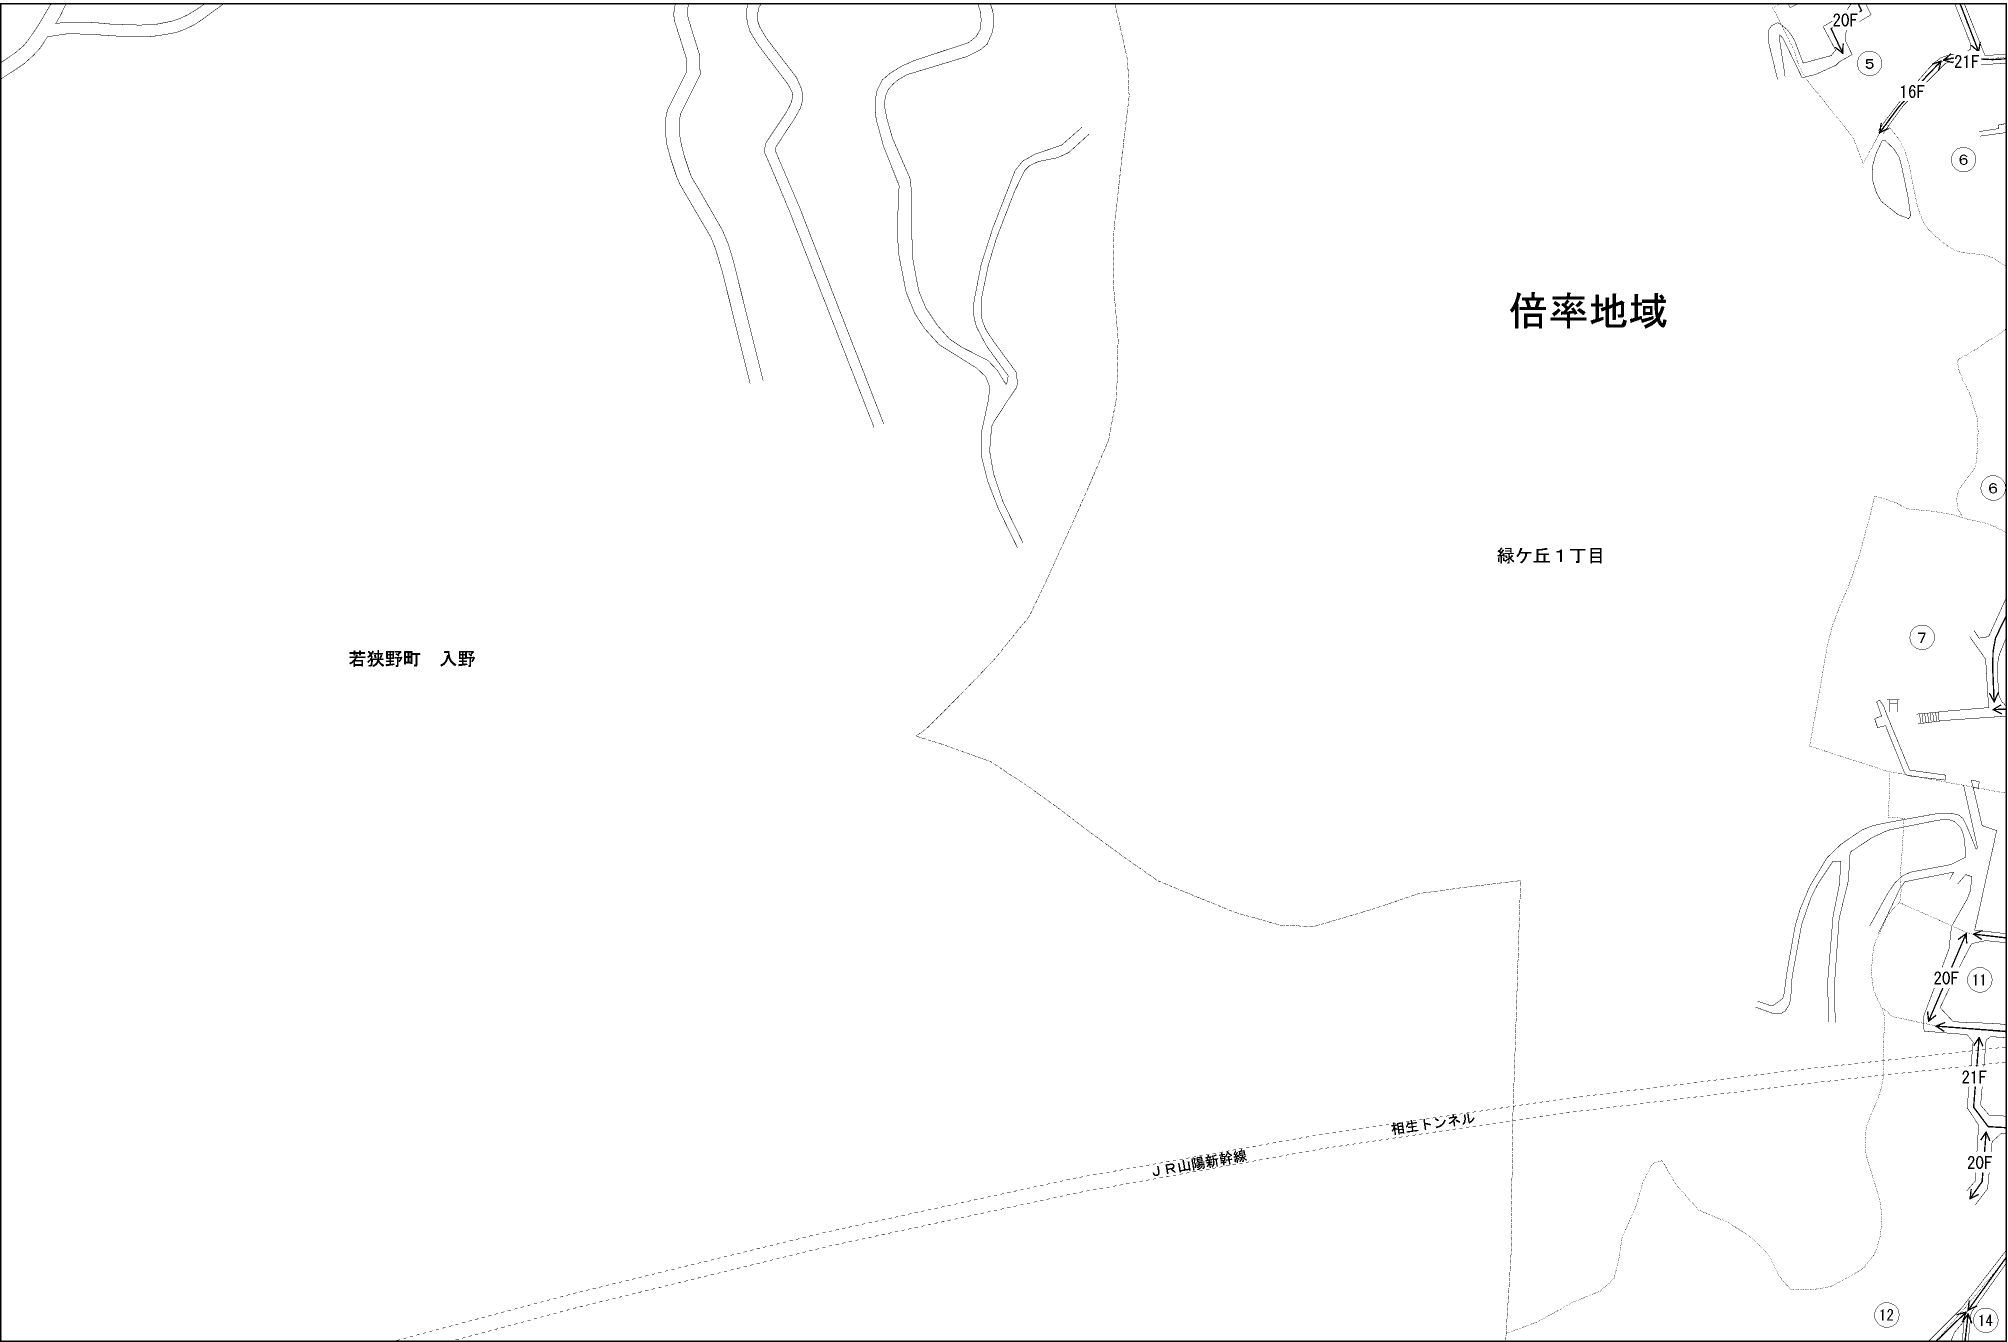 20F
⑤
21F
16F
⑥
倍率地域
⑥
緑ケ丘１丁目
⑦
若狭野町　入野
20F
⑪
21F
相生トンネル
ＪＲ山陽新幹線
20F
⑫
⑭